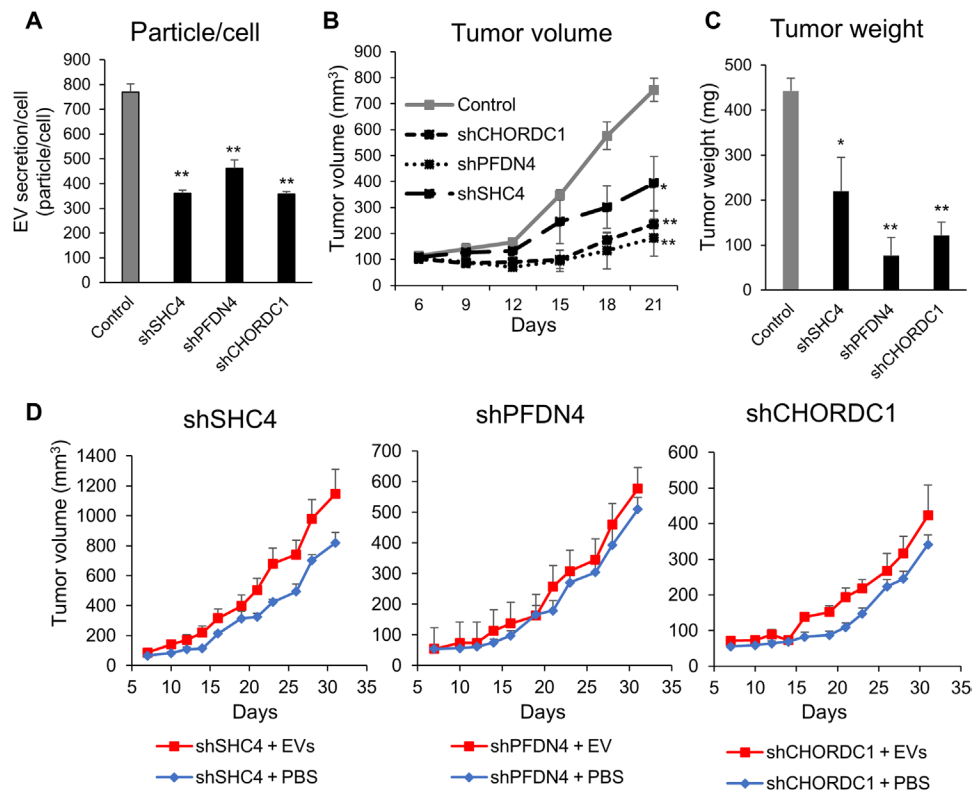 A
Particle/cell
EV secretion/cell
(particle/cell)
900
800
700
600
500
400
300
200
100
0
**
**
**
Control
shSHC4
shPFDN4
shCHORDC1
B
Tumor volume
Tumor volume (mm³)
900
800
700
600
500
400
300
200
100
0
Control
shCHORDC1
shPFDN4
shSHC4
*
**
**
6 9 12 15 18 21
Days
C
Tumor weight
Tumor weight (mg)
500
400
300
200
100
0
*
**
**
Control
shSHC4
shPFDN4
shCHORDC1
D
shSHC4
Tumor volume (mm³)
1400
1200
1000
800
600
400
200
0
5 10 15 20 25 30 35
Days
shSHC4 + EVs
shSHC4 + PBS
shPFDN4
700
600
500
400
300
200
100
0
5 10 15 20 25 30 35
Days
shPFDN4 + EV
shPFDN4 + PBS
shCHORDC1
600
500
400
300
200
100
0
5 10 15 20 25 30 35
Days
shCHORDC1 + EVs
shCHORDC1 + PBS